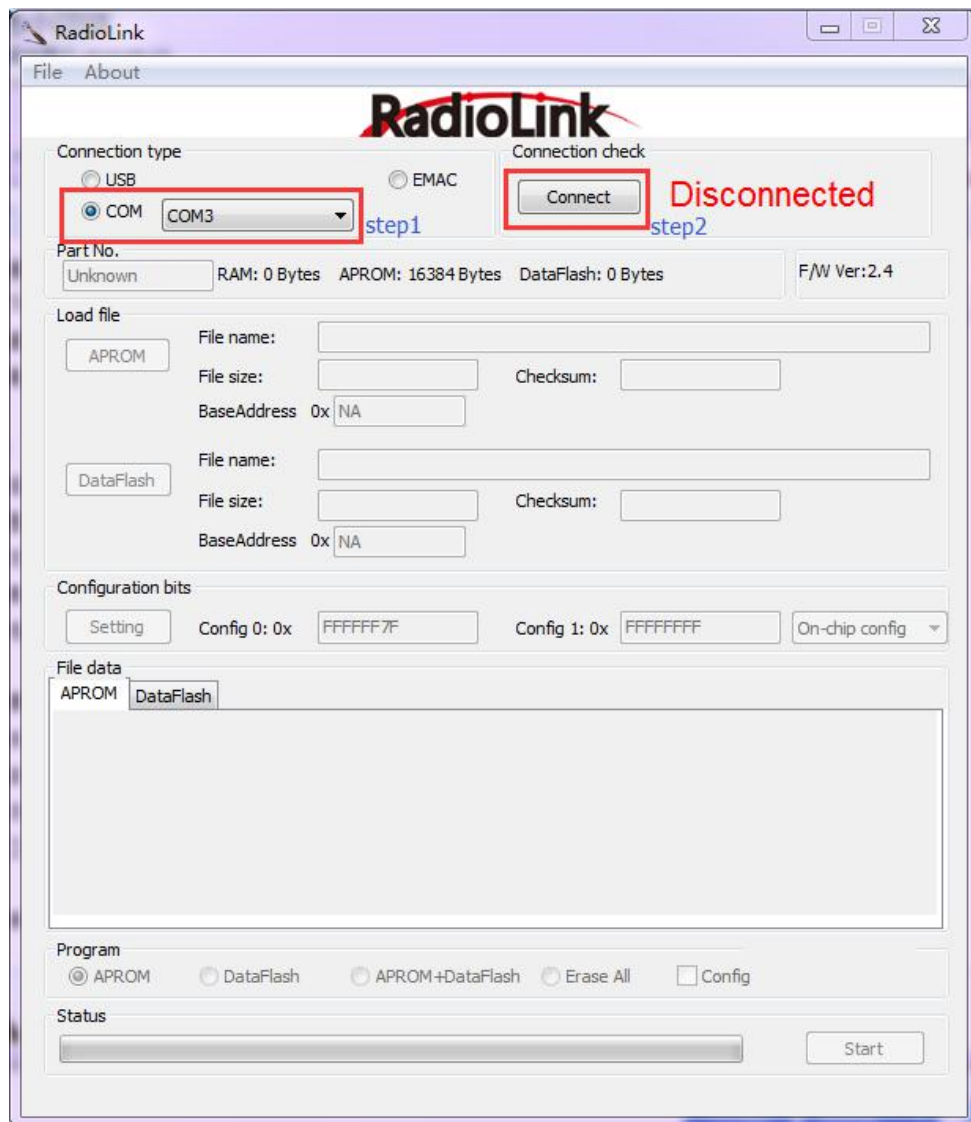 RadioLink
File About
RadioLink
Connection type
USB
EMAC
COM
COM3
step1
Connection check
Connect
Disconnected
step2
Part No.
Unknown
RAM: 0 Bytes APROM: 16384 Bytes DataFlash: 0 Bytes
F/W Ver:2.4
Load file
APROM
File name:
File size:
Checksum:
BaseAddress 0x NA
DataFlash
File name:
File size:
Checksum:
BaseAddress 0x NA
Configuration bits
Setting
Config 0: 0x FFFFFF7F
Config 1: 0x FFFFFFFF
On-chip config
File data
APROM DataFlash
Program
APROM DataFlash APROM+DataFlash Erase All Config
Status
Start